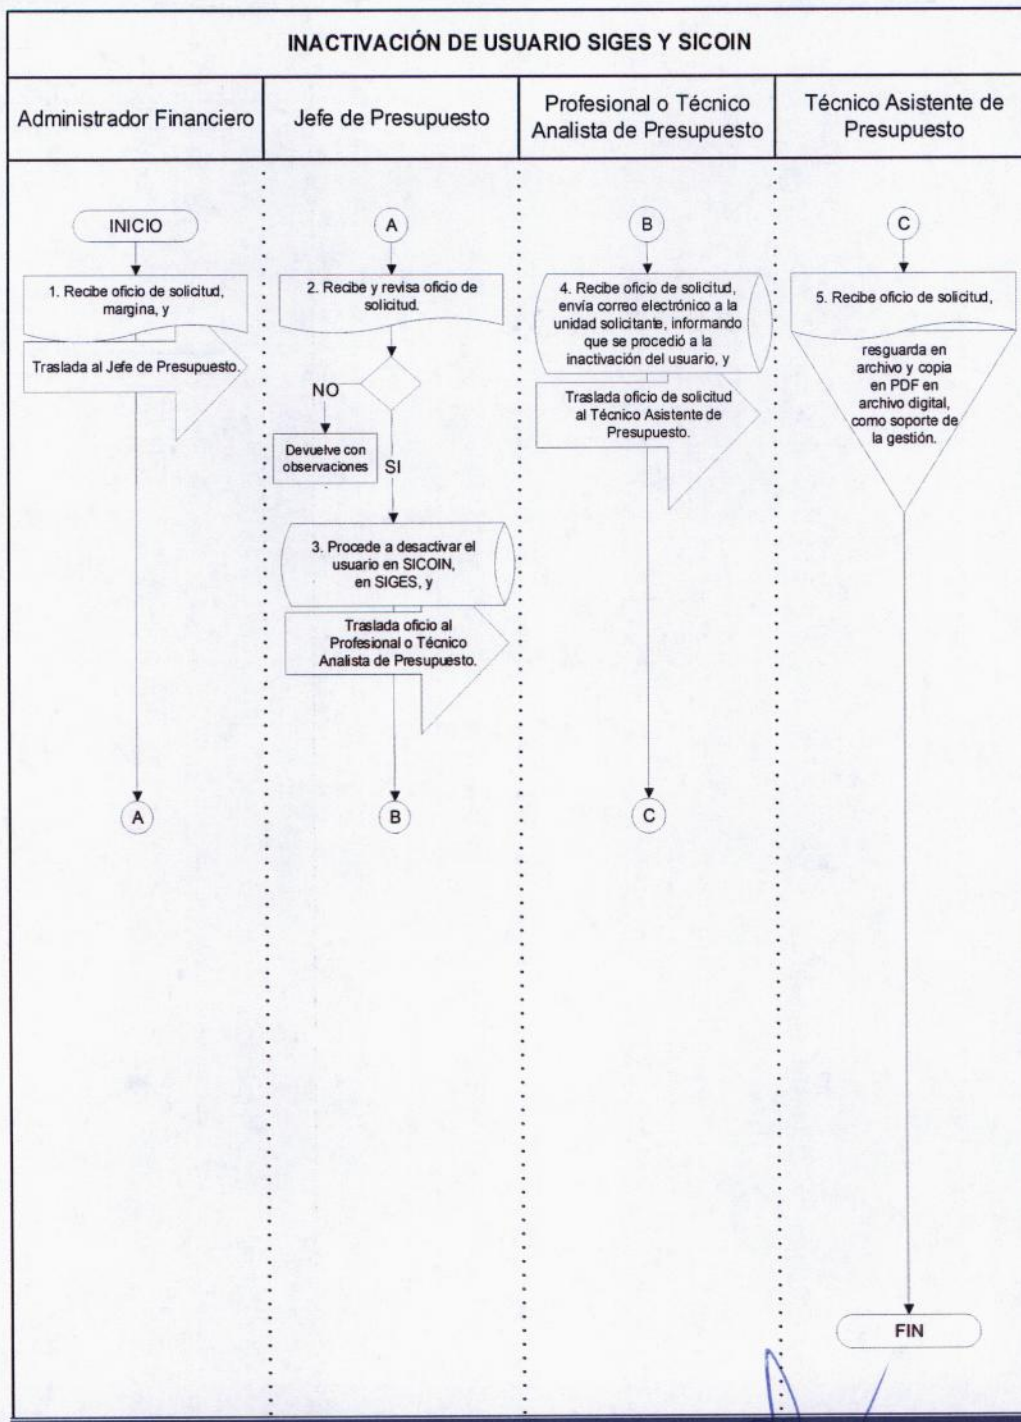 INACTIVACIÓN DE USUARIO SIGES Y SICOIN
Administrador Financiero
Jefe de Presupuesto
Profesional o Técnico
Analista de Presupuesto
Técnico Asistente de
Presupuesto
INICIO
1. Recibe oficio de solicitud,
margina, y
Traslada al Jefe de Presupuesto.
A
A
2. Recibe y revisa oficio de
solicitud.
NO
Devuelve con
observaciones
SI
3. Procede a desactivar el
usuario en SICOIN,
en SIGES, y
Traslada oficio al
Profesional o Técnico
Analista de Presupuesto.
B
B
4. Recibe oficio de solicitud,
envía correo electrónico a la
unidad solicitante, informando
que se procedió a la
inactivación del usuario, y
Traslada oficio de solicitud
al Técnico Asistente de
Presupuesto.
C
C
5. Recibe oficio de solicitud,
resguarda en
archivo y copia
en PDF en
archivo digital,
como soporte de
la gestión.
FIN